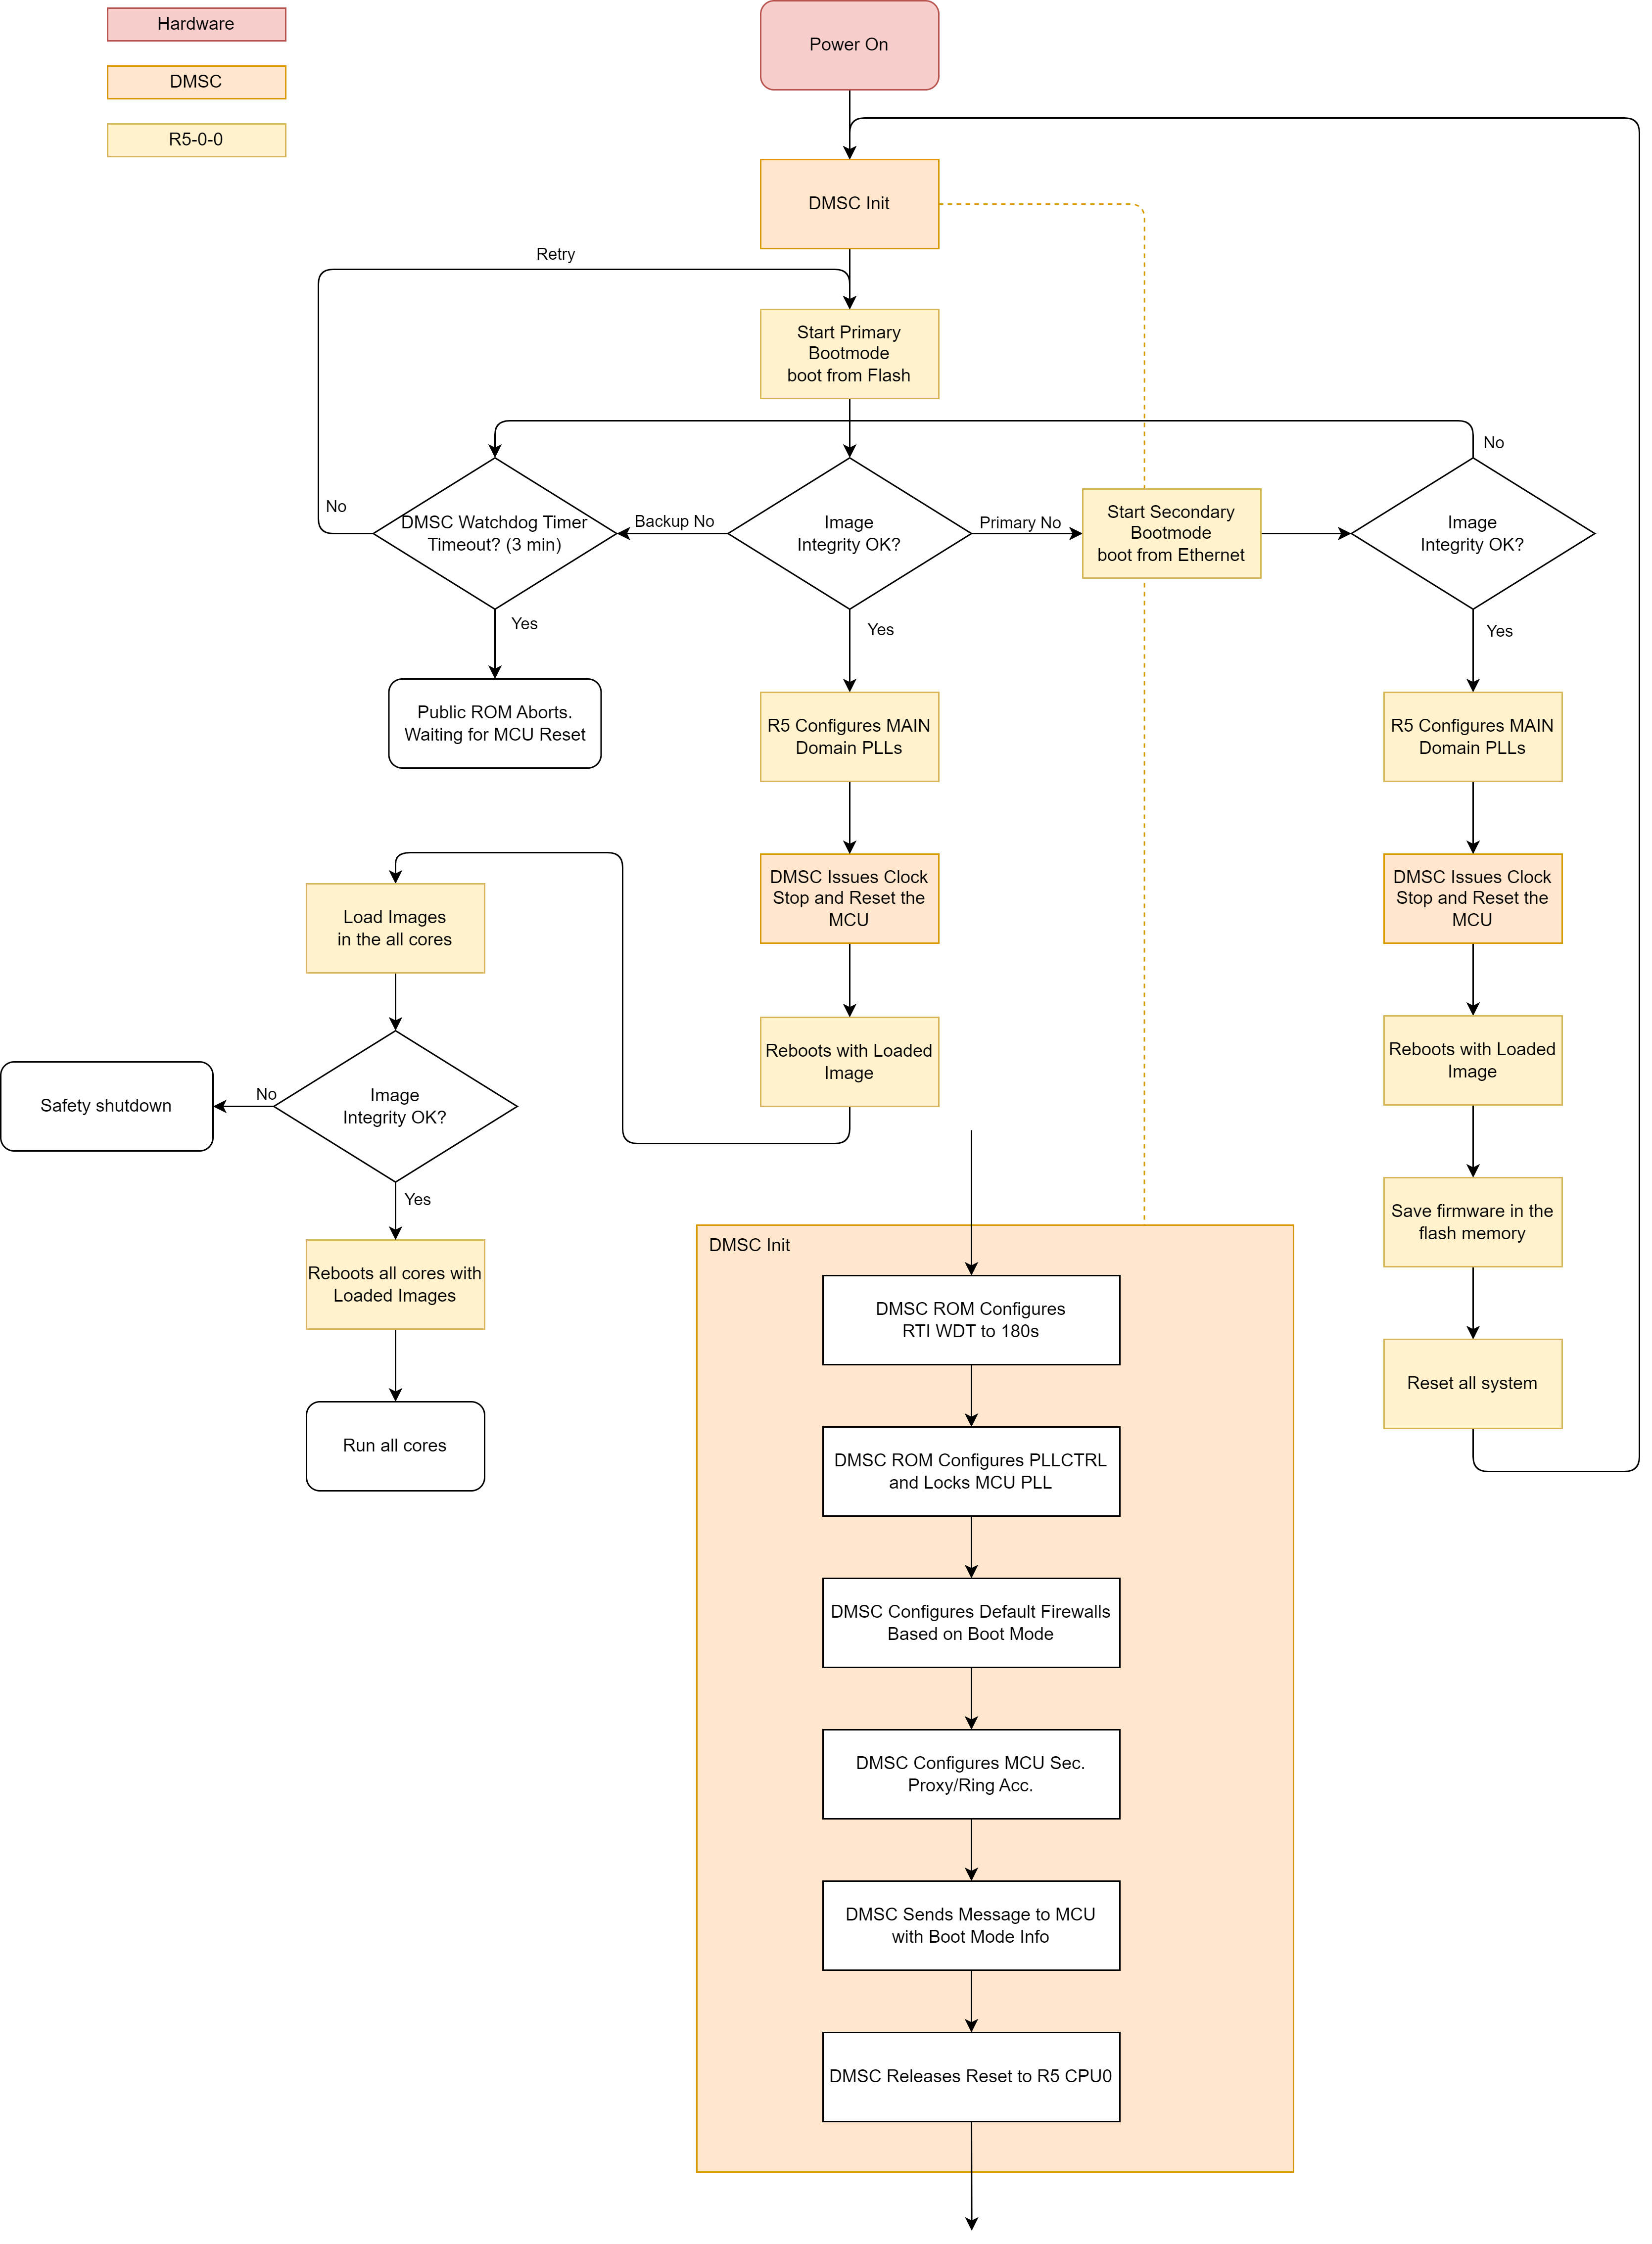 Hardware
DMSC
R5-0-0
Power On
DMSC Init
Retry
Start Primary
Bootmode
boot from Flash
No
No
DMSC Watchdog Timer
Timeout? (3 min)
Backup No
Image
Integrity OK?
Primary No
Start Secondary
Bootmode
boot from Ethernet
Image
Integrity OK?
Yes
Yes
Yes
Public ROM Aborts.
Waiting for MCU Reset
R5 Configures MAIN
Domain PLLs
R5 Configures MAIN
Domain PLLs
Load Images
in the all cores
DMSC Issues Clock
Stop and Reset the
MCU
DMSC Issues Clock
Stop and Reset the
MCU
Safety shutdown
No
Image
Integrity OK?
Reboots with Loaded
Image
Reboots with Loaded
Image
Yes
Save firmware in the
flash memory
DMSC Init
Reboots all cores with
Loaded Images
DMSC ROM Configures
RTI WDT to 180s
Reset all system
Run all cores
DMSC ROM Configures PLLCTRL
and Locks MCU PLL
DMSC Configures Default Firewalls
Based on Boot Mode
DMSC Configures MCU Sec.
Proxy/Ring Acc.
DMSC Sends Message to MCU
with Boot Mode Info
DMSC Releases Reset to R5 CPU0